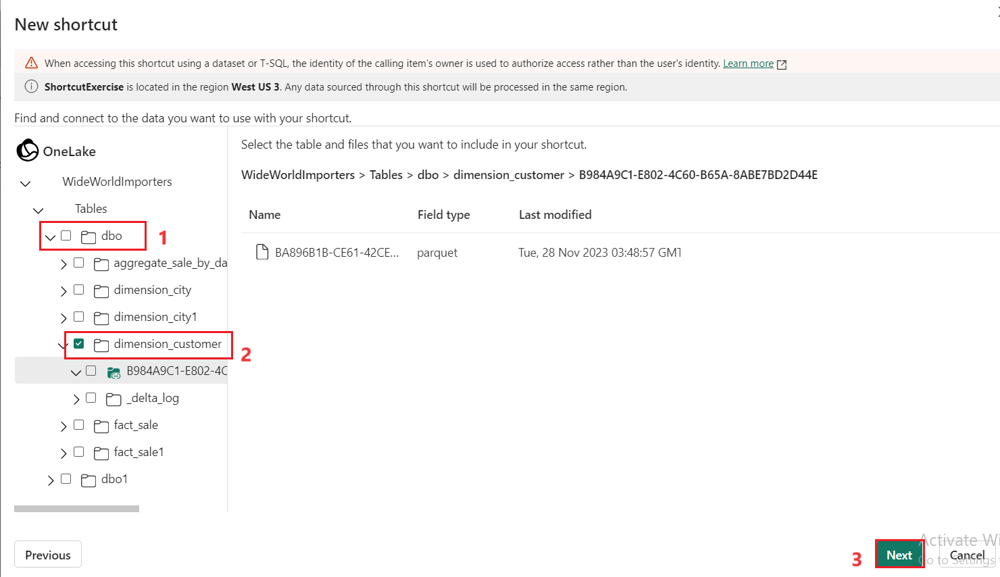 New shortcut
When accessing this shortcut using a dataset or T-SQL, the identity of the calling item's owner is used to authorize access rather than the user's identity. Learn more
ShortcutExercise is located in the region West US 3. Any data sourced through this shortcut will be processed in the same region.
Find and connect to the data you want to use with your shortcut.
OneLake
WideWorldImporters
Tables
dbo
1
aggregate_sale_by_da
dimension_city
dimension_city1
dimension_customer
2
B984A9C1-E802-4C
_delta_log
fact_sale
fact_sale1
dbo1
Select the table and files that you want to include in your shortcut.
WideWorldImporters > Tables > dbo > dimension_customer > B984A9C1-E802-4C60-B65A-8ABE7BD2D44E
Name Field type Last modified
BA896B1B-CE61-42CE... parquet Tue, 28 Nov 2023 03:48:57 GMT
Previous
3
Next
Cancel
Activate Wi
Go to Settings